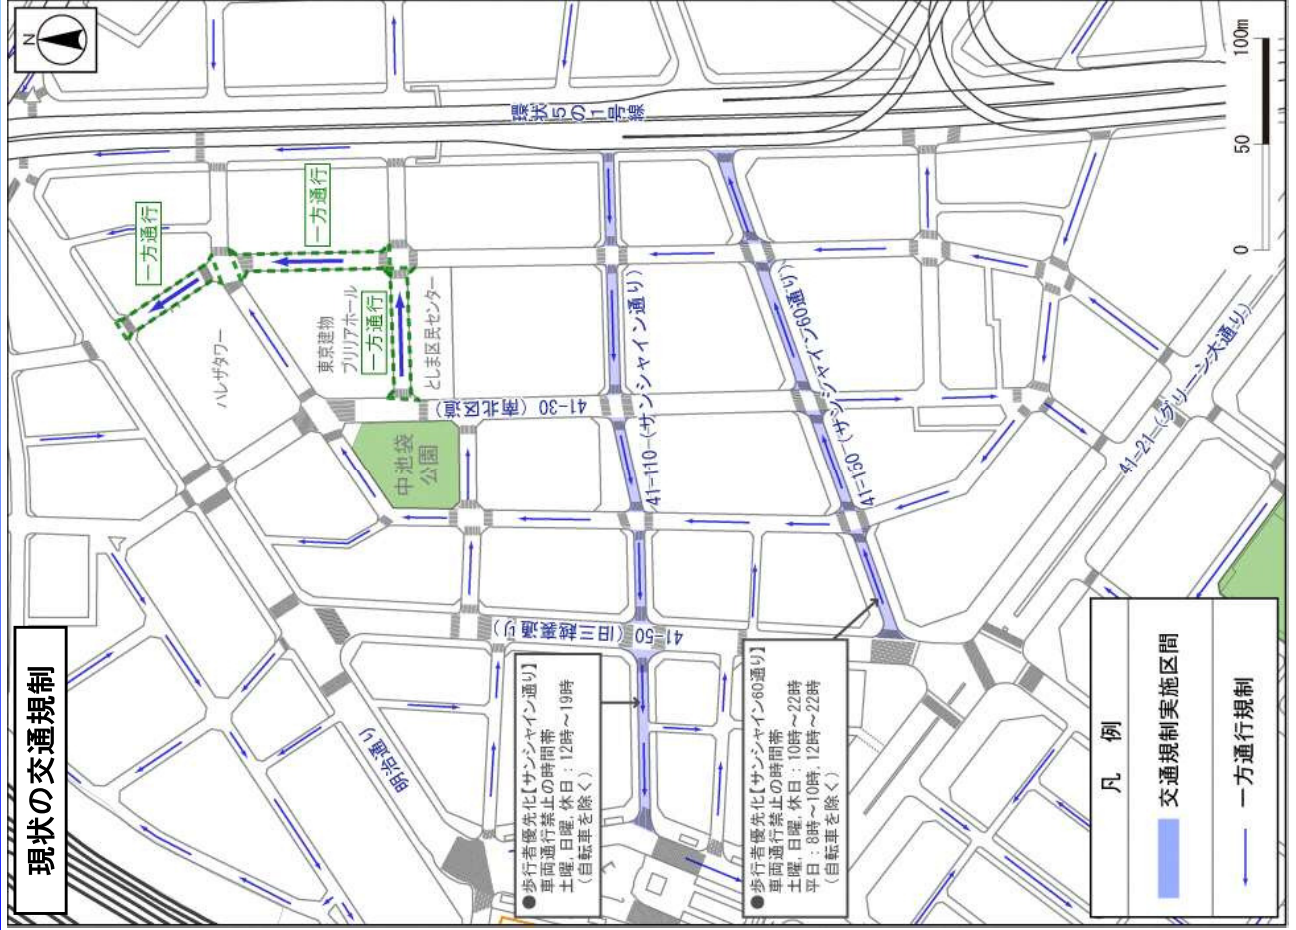 現状の交通規制
N
一方通行
一方通行
一方通行
ハレザタワー
東京建物
ブリリアホール
としま区民センター
中池袋
公園
環状5の1号線
41-30 (南北区道)
41-110 (サンシャイン通り)
41-150 (サンシャイン60通り)
41-21 (グリーン大通り)
41-50 (旧三越裏通り)
明治通り
●歩行者優先化【サンシャイン通り】
車両通行禁止の時間帯
土曜, 日曜, 休日：12時～19時
(自転車を除く)
●歩行者優先化【サンシャイン60通り】
車両通行禁止の時間帯
土曜, 日曜, 休日：10時～22時
平日：8時～10時, 12時～22時
(自転車を除く)
凡 例
交通規制実施区間
一方通行規制
0 50 100m